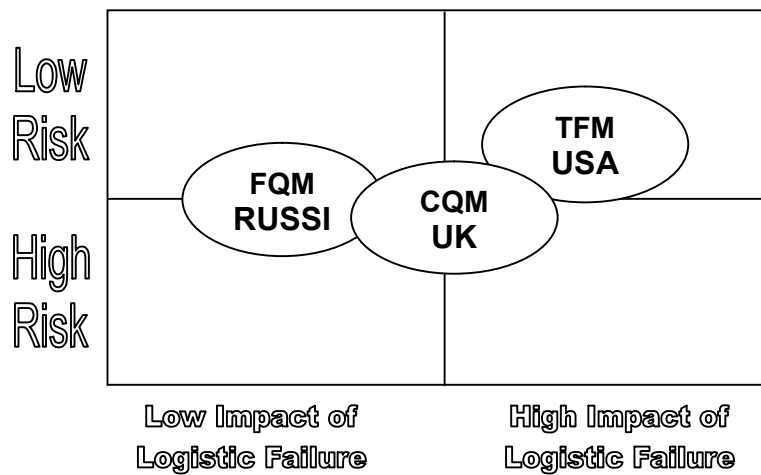 Low
Risk
TFM
USA
FQM
RUSSI
CQM
UK
High
Risk
Low Impact of
Logistic Failure
High Impact of
Logistic Failure